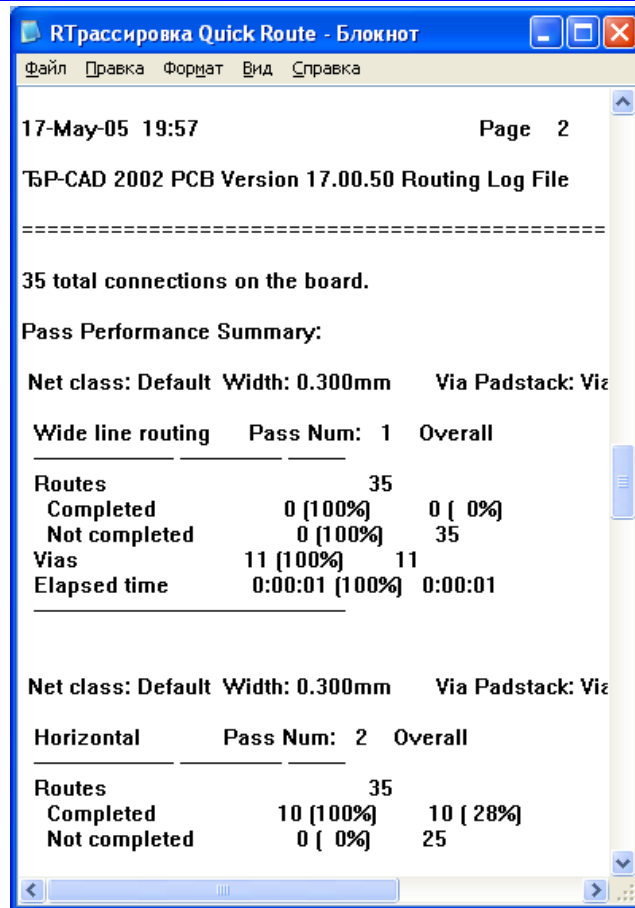 RTрассировка Quick Route - Блокнот
Файл Правка Формат Вид Справка
17-May-05 19:57 Page 2
ЂP-CAD 2002 PCB Version 17.00.50 Routing Log File
==============================================
35 total connections on the board.
Pass Performance Summary:
Net class: Default Width: 0.300mm Via Padstack: Via
Wide line routing Pass Num: 1 Overall
Routes 35
Completed 0 (100%) 0 ( 0%)
Not completed 0 (100%) 35
Vias 11 (100%) 11
Elapsed time 0:00:01 (100%) 0:00:01
Net class: Default Width: 0.300mm Via Padstack: Via
Horizontal Pass Num: 2 Overall
Routes 35
Completed 10 (100%) 10 ( 28%)
Not completed 0 ( 0%) 25